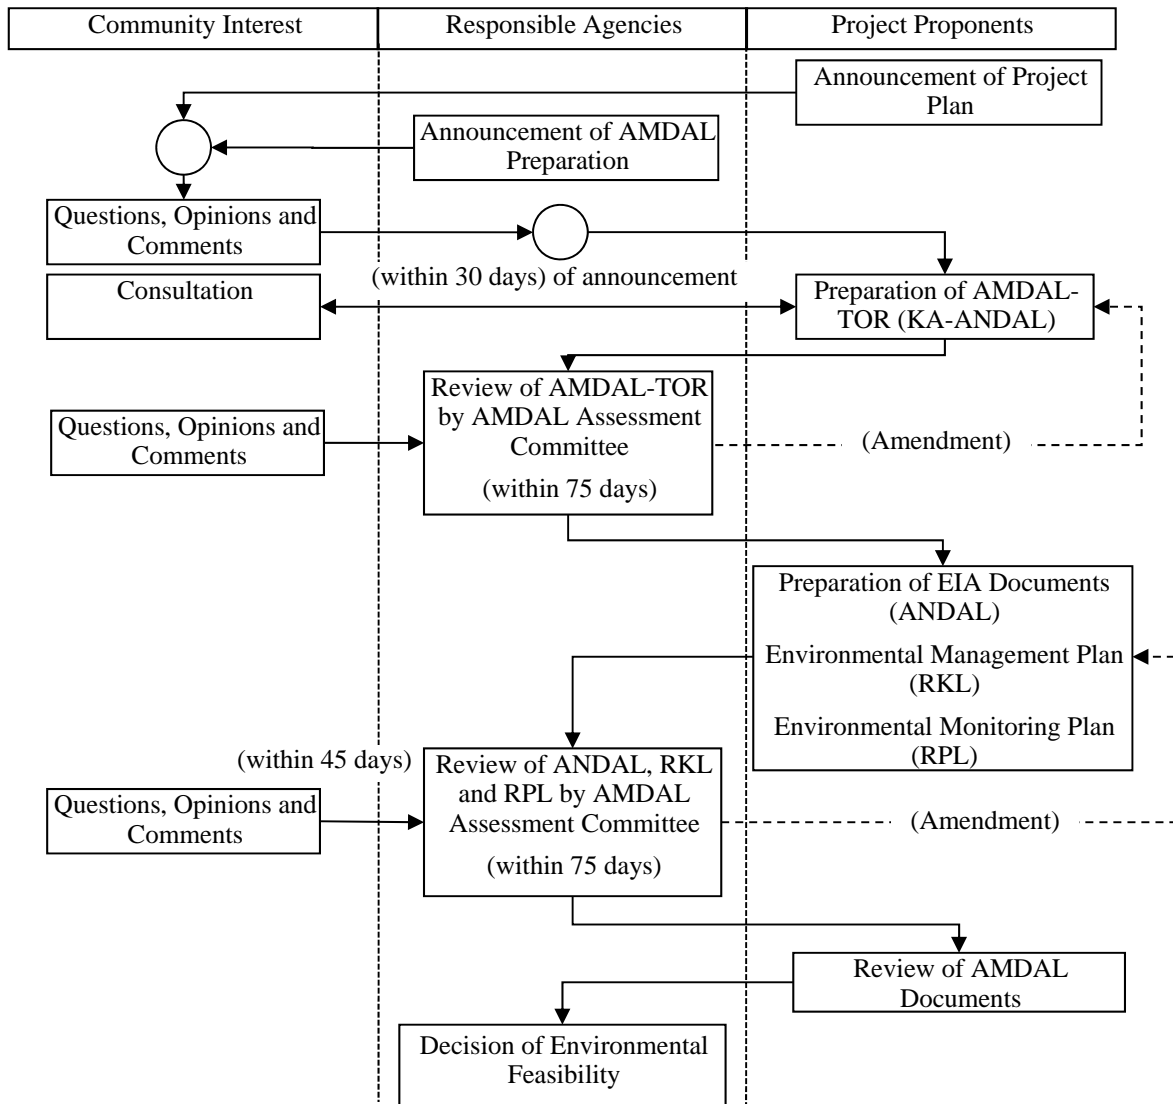 Community Interest
Responsible Agencies
Project Proponents
Announcement of Project
Plan
Announcement of AMDAL
Preparation
Questions, Opinions and
Comments
(within 30 days) of announcement
Consultation
Preparation of AMDAL-
TOR (KA-ANDAL)
Review of AMDAL-TOR
by AMDAL Assessment
Committee
(within 75 days)
Questions, Opinions and
Comments
(Amendment)
Preparation of EIA Documents
(ANDAL)
Environmental Management Plan
(RKL)
Environmental Monitoring Plan
(RPL)
(within 45 days)
Review of ANDAL, RKL
and RPL by AMDAL
Assessment Committee
(within 75 days)
Questions, Opinions and
Comments
(Amendment)
Review of AMDAL
Documents
Decision of Environmental
Feasibility